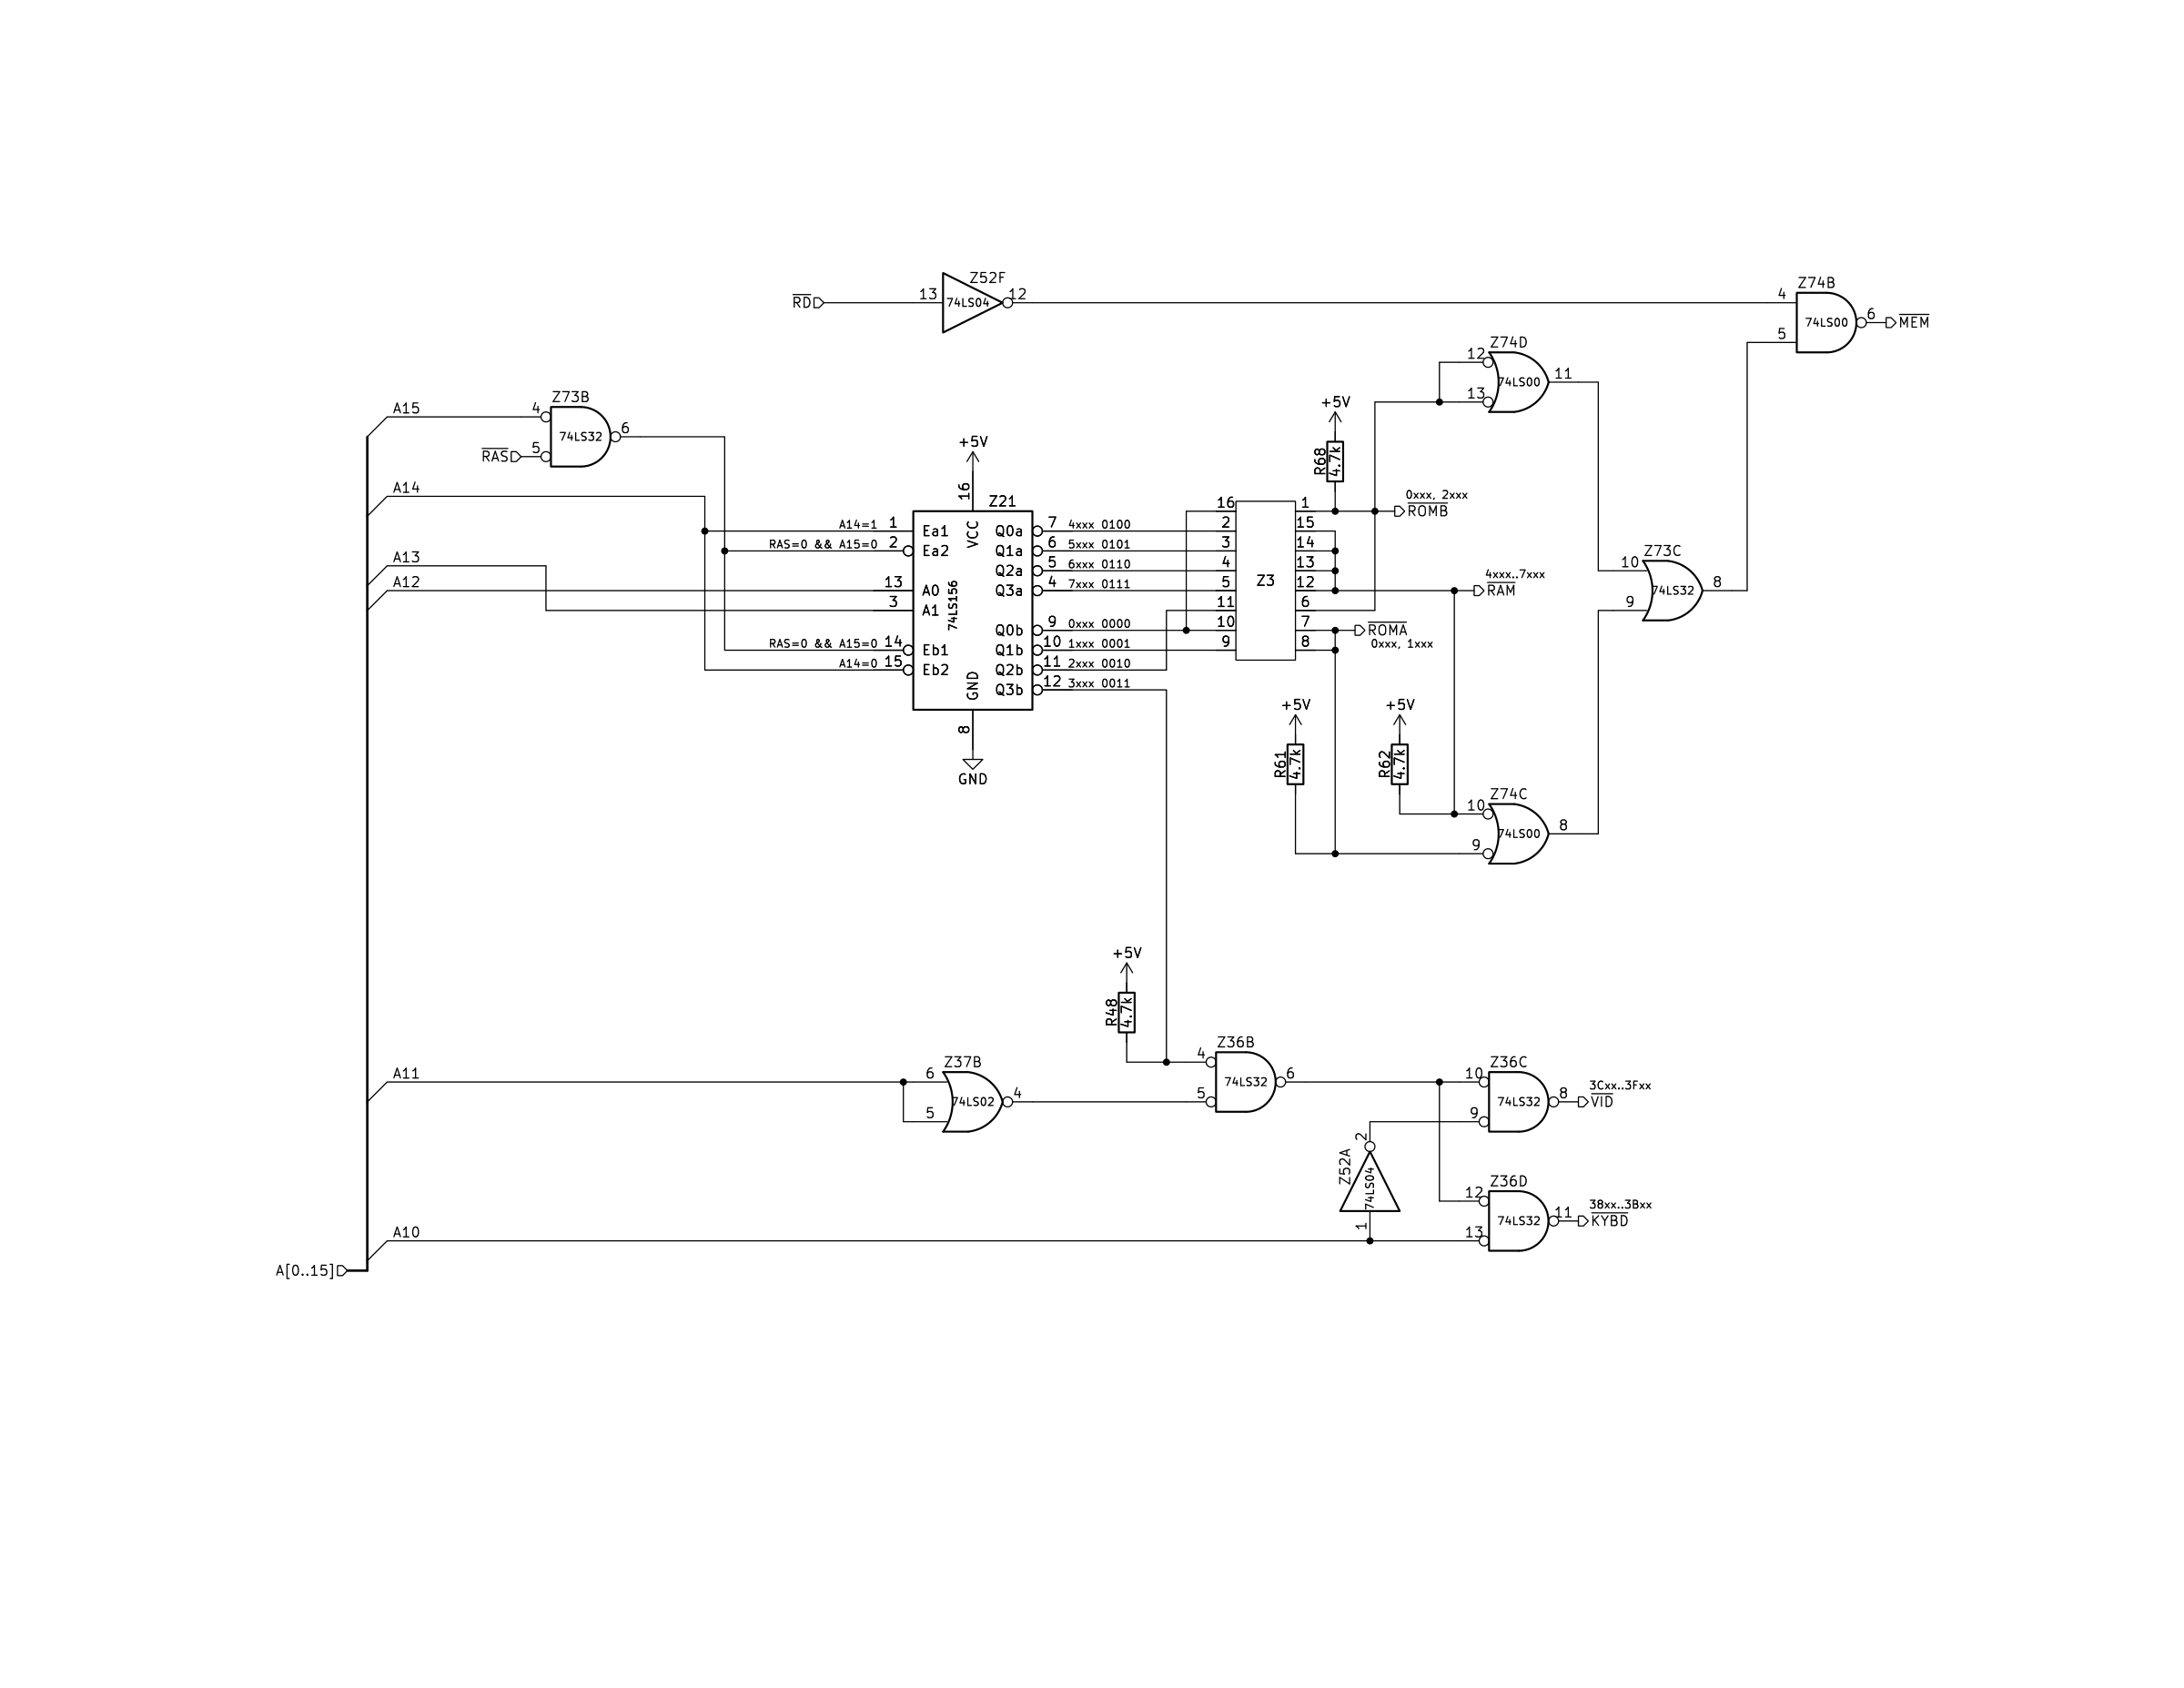 Z52F
R̅D̅ 13 74LS04 12
Z74B
4
5
74LS00
6 M̅E̅M̅
Z74D
12
13
74LS00
11
Z73B
A15 4
R̅A̅S̅ 5
74LS32
6
+5V
R68
4.7k
+5V
16
Z21
A14
A13
A12
A14=1 1 Ea1
RAS=0 && A15=0 2 Ea2
13 A0
3 A1
RAS=0 && A15=0 14 Eb1
A14=0 15 Eb2
VCC
74LS156
GND
8
GND
Q0a 7 4xxx 0100
Q1a 6 5xxx 0101
Q2a 5 6xxx 0110
Q3a 4 7xxx 0111
Q0b 9 0xxx 0000
Q1b 10 1xxx 0001
Q2b 11 2xxx 0010
Q3b 12 3xxx 0011
16 1
2 15
3 14
4 13
5 12
11 6
10 7
9 8
Z3
0xxx, 2xxx
R̅O̅M̅B̅
4xxx..7xxx
R̅A̅M̅
R̅O̅M̅A̅
0xxx, 1xxx
Z73C
10
9
74LS32
8
+5V
R61
4.7k
+5V
R62
4.7k
Z74C
10
9
74LS00
8
+5V
R48
4.7k
Z37B
A11 6
5
74LS02
4
Z36B
4
5
74LS32
6
Z36C
10
9
74LS32
8
3Cxx..3Fxx
V̅I̅D̅
Z52A
2
74LS04
1
Z36D
12
13
74LS32
11
38xx..3Bxx
K̅Y̅B̅D̅
A10
A[0..15]